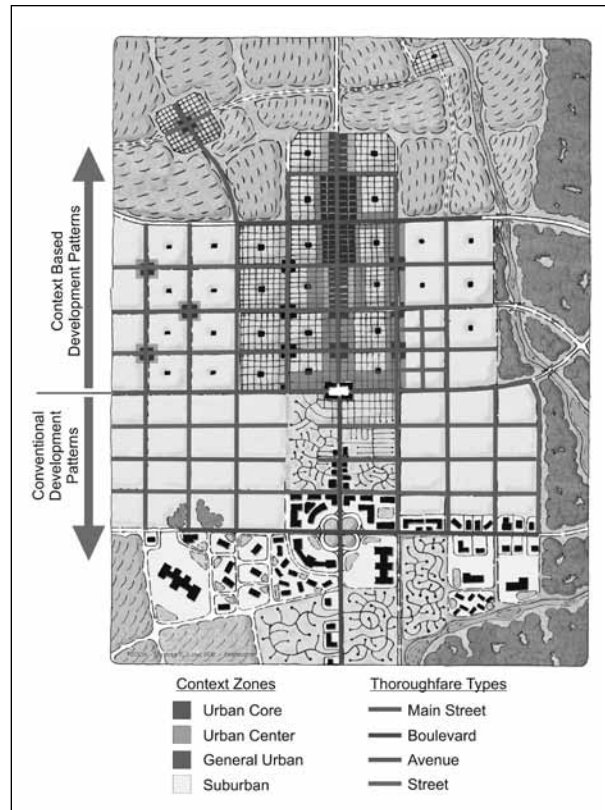 Context Based
Development Patterns
Conventional
Development
Patterns
Context Zones
Urban Core
Urban Center
General Urban
Suburban
Thoroughfare Types
Main Street
Boulevard
Avenue
Street